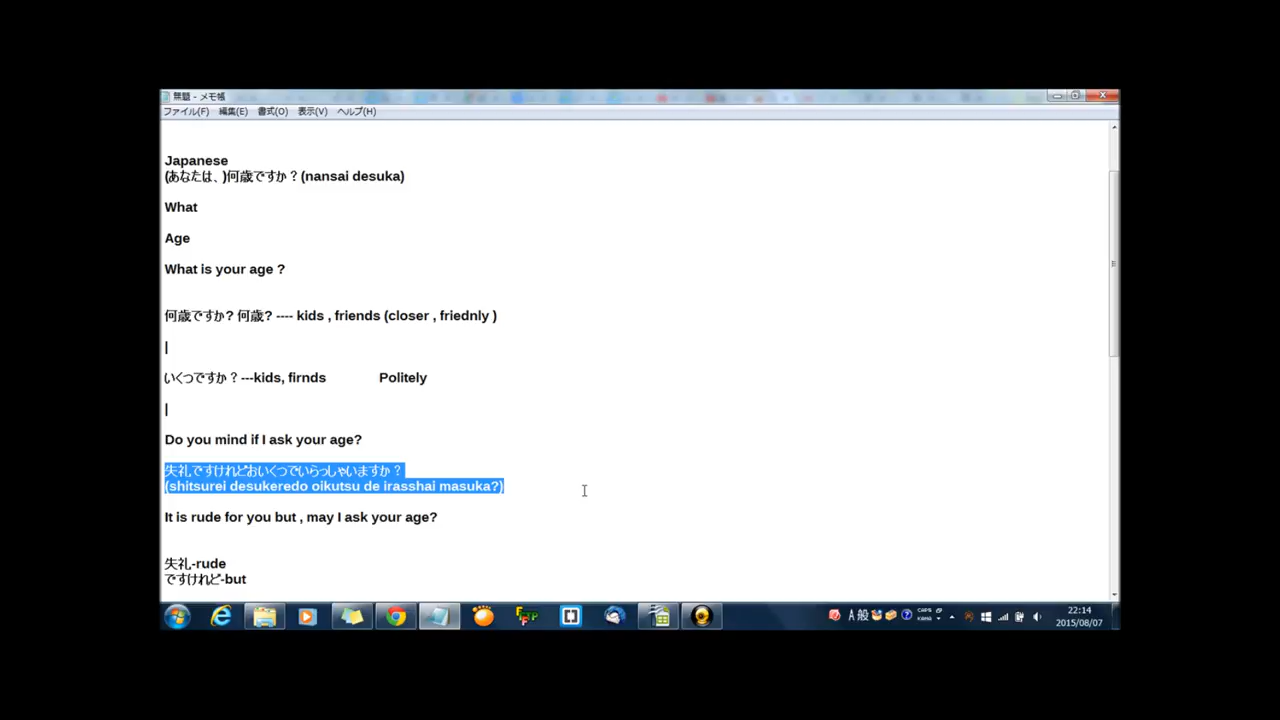 無題 - メモ帳
ファイル(F) 編集(E) 書式(O) 表示(V) ヘルプ(H)
Japanese
(あなたは、)何歳ですか？(nansai desuka)
What
Age
What is your age ?
何歳ですか? 何歳? ---- kids , friends (closer , friednly )
|
いくつですか？---kids, firnds Politely
|
Do you mind if I ask your age?
失礼ですけれどおいくつでいらっしゃいますか？
(shitsurei desukeredo oikutsu de irasshai masuka?)
It is rude for you but , may I ask your age?
失礼-rude
ですけれど-but
A 般 CAPS KANA
22:14
2015/08/07